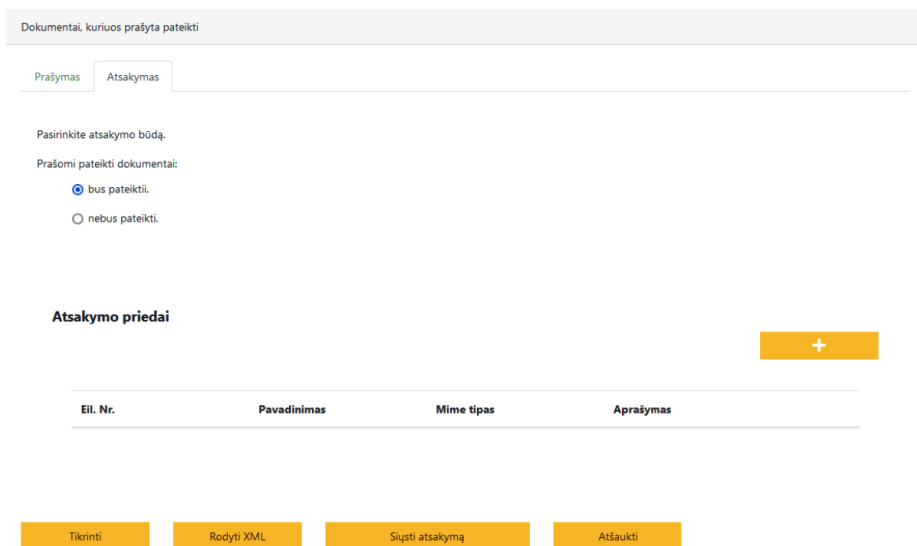 Dokumentai, kuriuos prašyta pateikti
Prašymas Atsakymas
Pasirinkite atsakymo būdą.
Prašomi pateikti dokumentai:
bus pateiktii.
nebus pateikti.
Atsakymo priedai
Eil. Nr. Pavadinimas Mime tipas Aprašymas
Tikrinti Rodyti XML Siųsti atsakymą Atšaukti